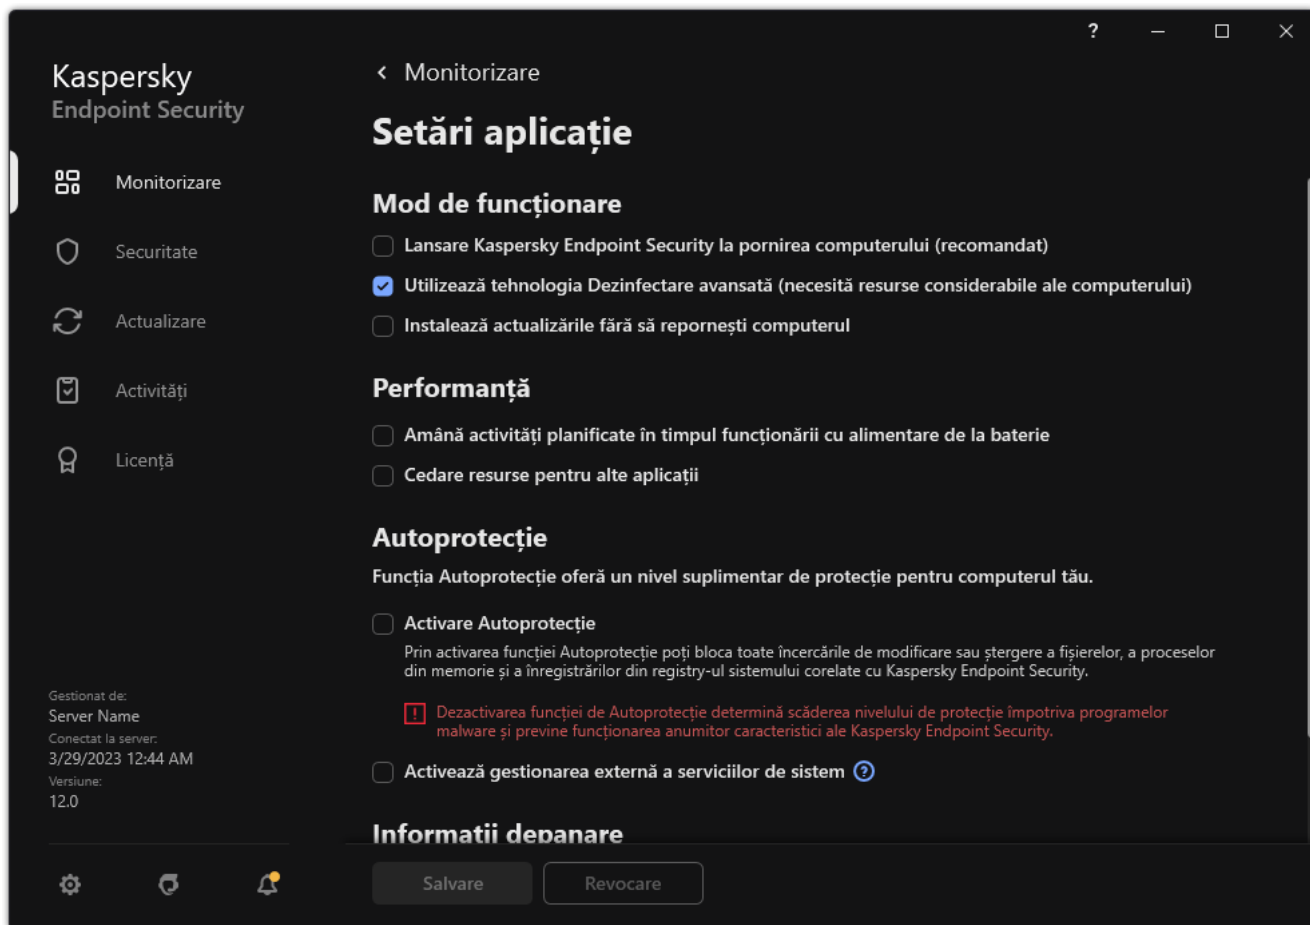 ?
Kaspersky
Endpoint Security
Monitorizare
Securitate
Actualizare
Activități
Licență
Gestionat de:
Server Name
Conectat la server:
3/29/2023 12:44 AM
Versiune:
12.0
Monitorizare
Setări aplicație
Mod de funcționare
Lansare Kaspersky Endpoint Security la pornirea computerului (recomandat)
Utilizează tehnologia Dezinfectare avansată (necesită resurse considerabile ale computerului)
Instalează actualizările fără să repornești computerul
Performanță
Amână activități planificate în timpul funcționării cu alimentare de la baterie
Cedare resurse pentru alte aplicații
Autoprotecție
Funcția Autoprotecție oferă un nivel suplimentar de protecție pentru computerul tău.
Activare Autoprotecție
Prin activarea funcției Autoprotecție poți bloca toate încercările de modificare sau ștergere a fișierelor, a proceselor
din memorie și a înregistrărilor din registry-ul sistemului corelate cu Kaspersky Endpoint Security.
Dezactivarea funcției de Autoprotecție determină scăderea nivelului de protecție împotriva programelor
malware și previne funcționarea anumitor caracteristici ale Kaspersky Endpoint Security.
Activează gestionarea externă a serviciilor de sistem
Informații depanare
Salvare
Revocare